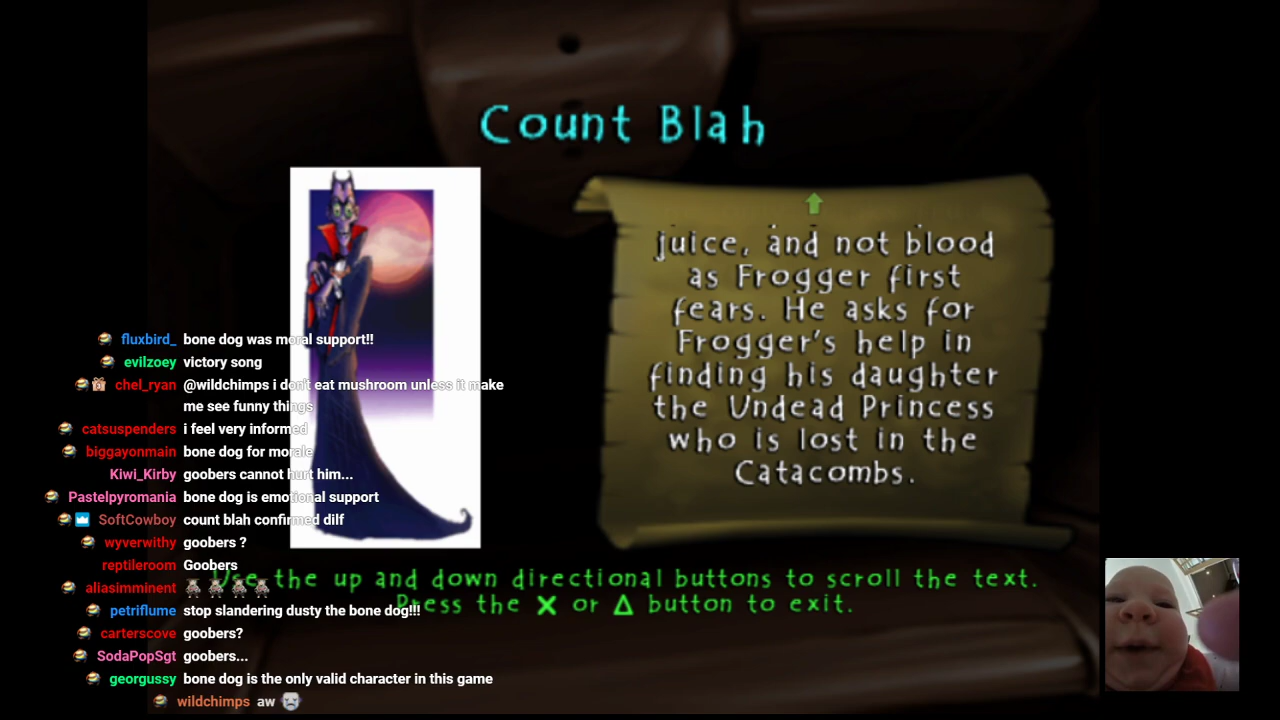 Count Blah
juice, and not blood
as Frogger first
fears. He asks for
Frogger's help in
finding his daughter
the Undead Princess
who is lost in the
Catacombs.
fluxbird_ bone dog was moral support!!
evilzoey victory song
chel_ryan @wildchimps i don't eat mushroom unless it make
me see funny things
catsuspenders i feel very informed
biggayonmain bone dog for morale
Kiwi_Kirby goobers cannot hurt him...
Pastelpyromania bone dog is emotional support
SoftCowboy count blah confirmed dilf
wyverwithy goobers ?
reptileroom Goobers
aliasimminent
petriflume stop slandering dusty the bone dog!!!
carterscove goobers?
SodaPopSgt goobers...
georgussy bone dog is the only valid character in this game
wildchimps aw
Use the up and down directional buttons to scroll the text.
Press the X or Δ button to exit.